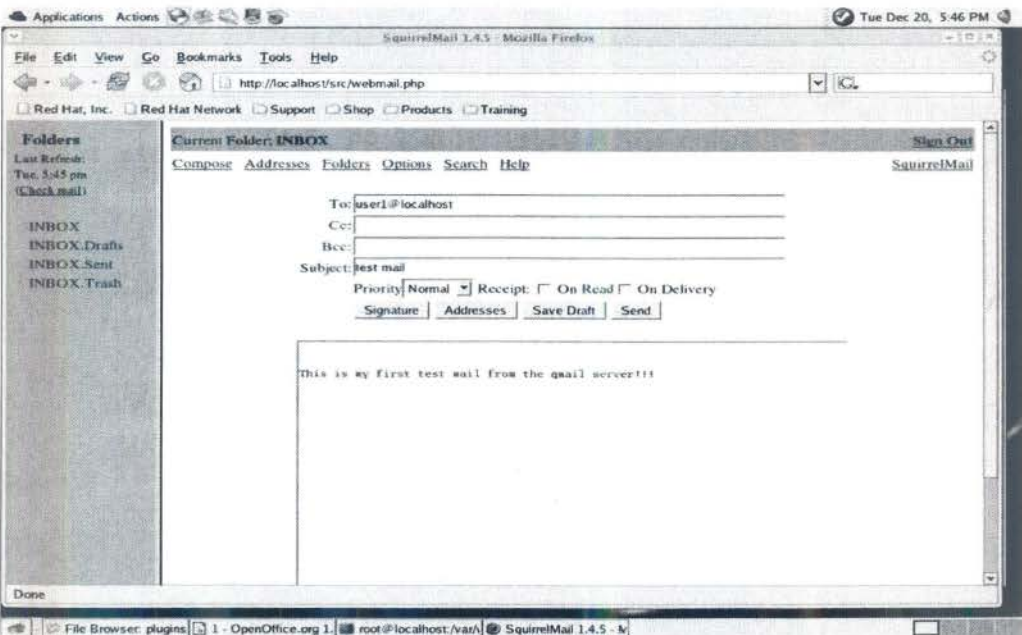 Applications Actions Tue Dec 20, 5:46 PM
SquirrelMail 1.4.5 - Mozilla Firefox
File Edit View Go Bookmarks Tools Help
http://localhost/src/webmail.php G
Red Hat, Inc. Red Hat Network Support Shop Products Training
Folders
Last Refresh:
Tue, 5:45 pm
(Check mail)
INBOX
INBOX.Drafts
INBOX.Sent
INBOX.Trash
Current Folder: INBOX Sign Out
Compose Addresses Folders Options Search Help SquirrelMail
To: user1@localhost
Cc:
Bcc:
Subject: test mail
Priority Normal Receipt: On Read On Delivery
Signature Addresses Save Draft Send
This is my first test mail from the qmail server!!!
Done
File Browser: plugins 1 - OpenOffice.org 1. root@localhost:/var/\ SquirrelMail 1.4.5 - M